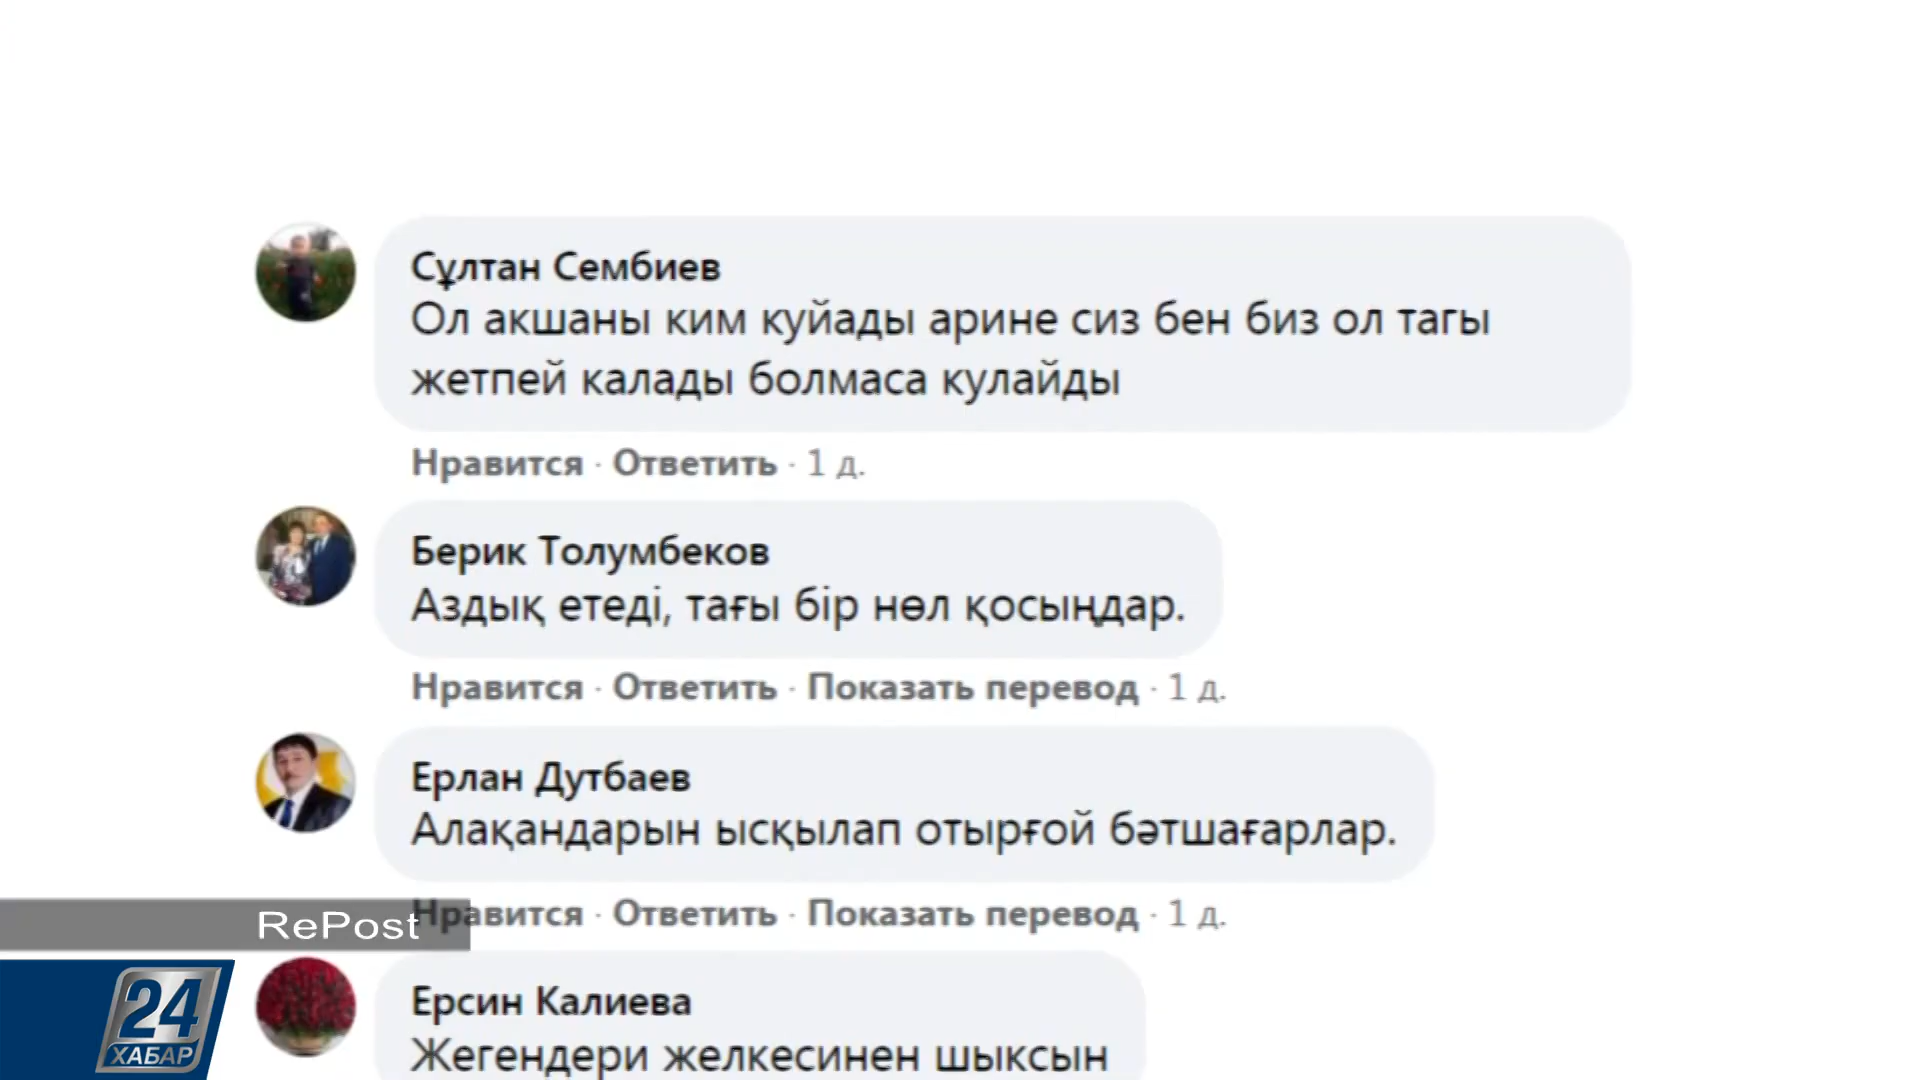 Сұлтан Сембиев
Ол акшаны ким куйады арине сиз бен биз ол тагы
жетпей калады болмаса кулайды
Нравится · Ответить · 1 д.
Берик Толумбеков
Аздық етеді, тағы бір нөл қосыңдар.
Нравится · Ответить · Показать перевод · 1 д.
Ерлан Дутбаев
Алақандарын ысқылап отырғой бәтшағарлар.
Нравится · Ответить · Показать перевод · 1 д.
RePost
Ерсин Калиева
Жегендери желкесинен шыксын
24
ХАБАР